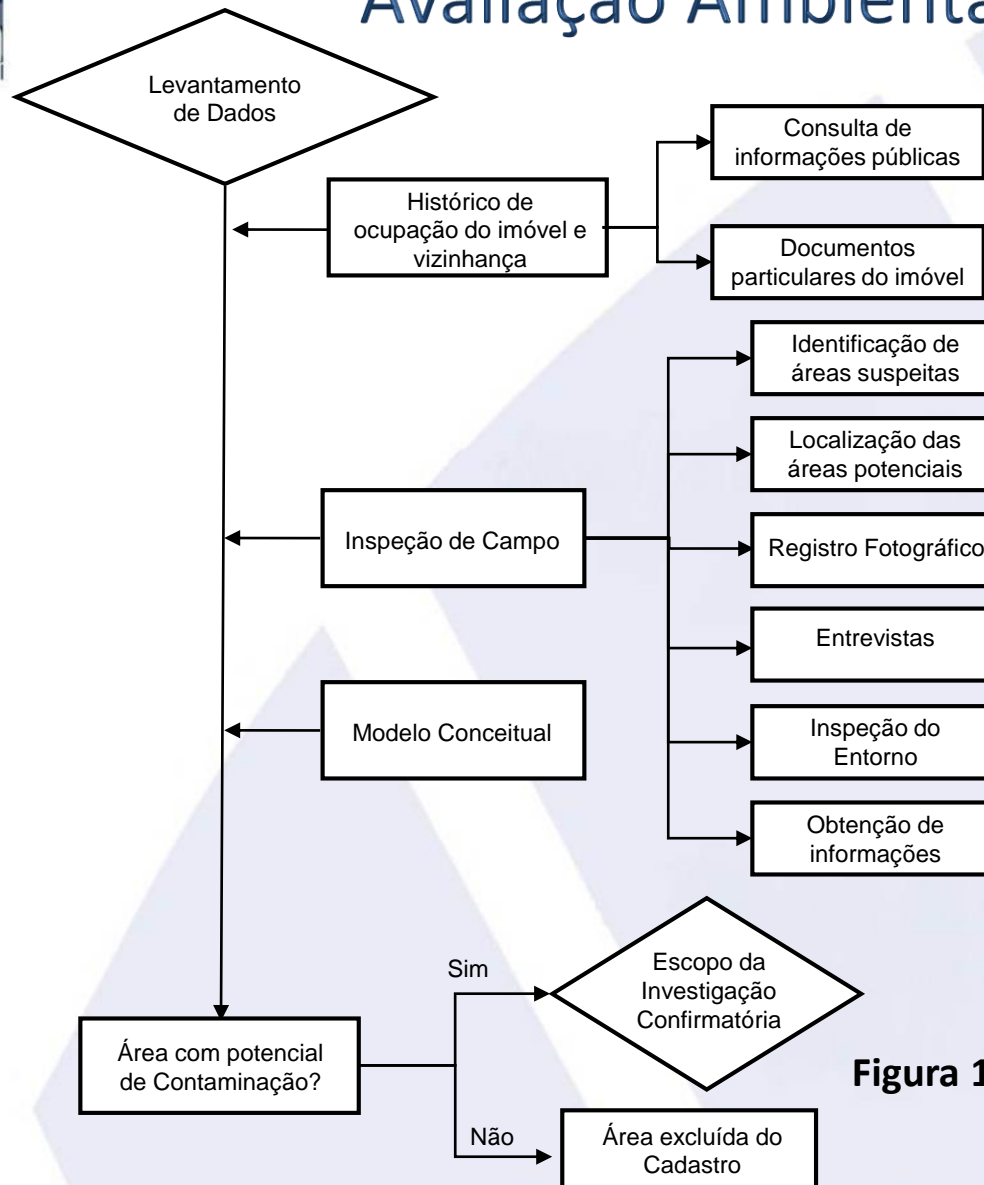 Avaliação Ambienta
Levantamento
de Dados
Consulta de
informações públicas
Histórico de
ocupação do imóvel e
vizinhança
Documentos
particulares do imóvel
Identificação de
áreas suspeitas
Localização das
áreas potenciais
Inspeção de Campo
Registro Fotográfico
Entrevistas
Modelo Conceitual
Inspeção do
Entorno
Obtenção de
informações
Sim
Escopo da
Investigação
Confirmatória
Área com potencial
de Contaminação?
Figura 1
Não
Área excluída do
Cadastro